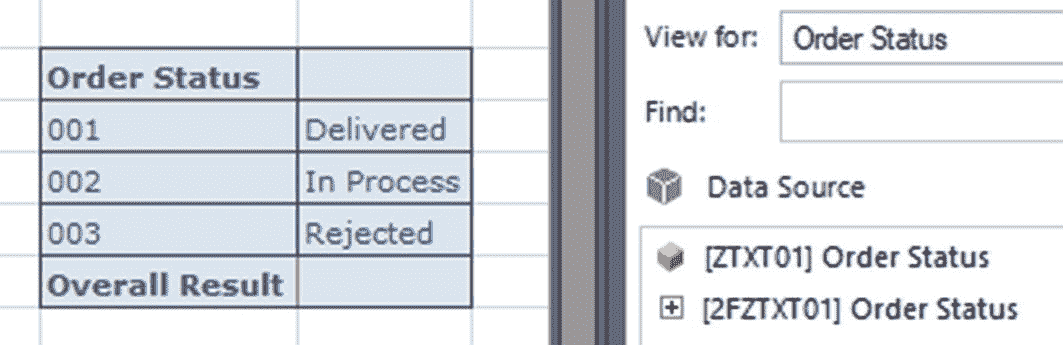 Order Status
001 Delivered
002 In Process
003 Rejected
Overall Result
View for: Order Status
Find:
Data Source
[ZTXT01] Order Status
[2FZTXT01] Order Status